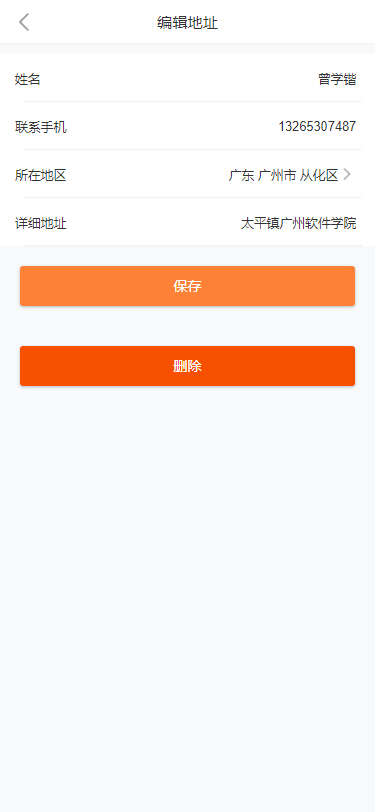 编辑地址
姓名 曾学锴
联系手机 13265307487
所在地区 广东 广州市 从化区
详细地址 太平镇广州软件学院
保存
删除